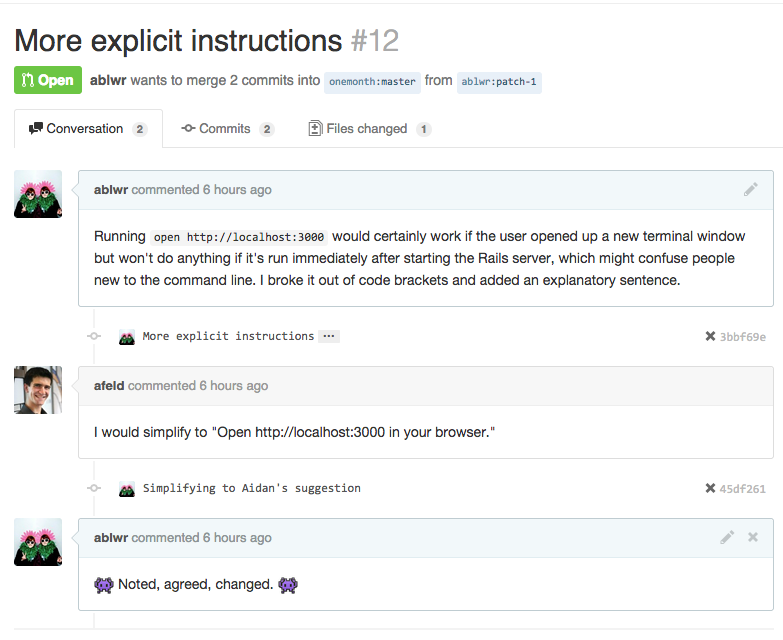 More explicit instructions #12
Open ablwr wants to merge 2 commits into onemonth:master from ablwr:patch-1
Conversation 2 Commits 2 Files changed 1
ablwr commented 6 hours ago
Running open http://localhost:3000 would certainly work if the user opened up a new terminal window
but won't do anything if it's run immediately after starting the Rails server, which might confuse people
new to the command line. I broke it out of code brackets and added an explanatory sentence.
More explicit instructions ... 3bbf69e
afeld commented 6 hours ago
I would simplify to "Open http://localhost:3000 in your browser."
Simplifying to Aidan's suggestion 45df261
ablwr commented 6 hours ago
👾 Noted, agreed, changed. 👾